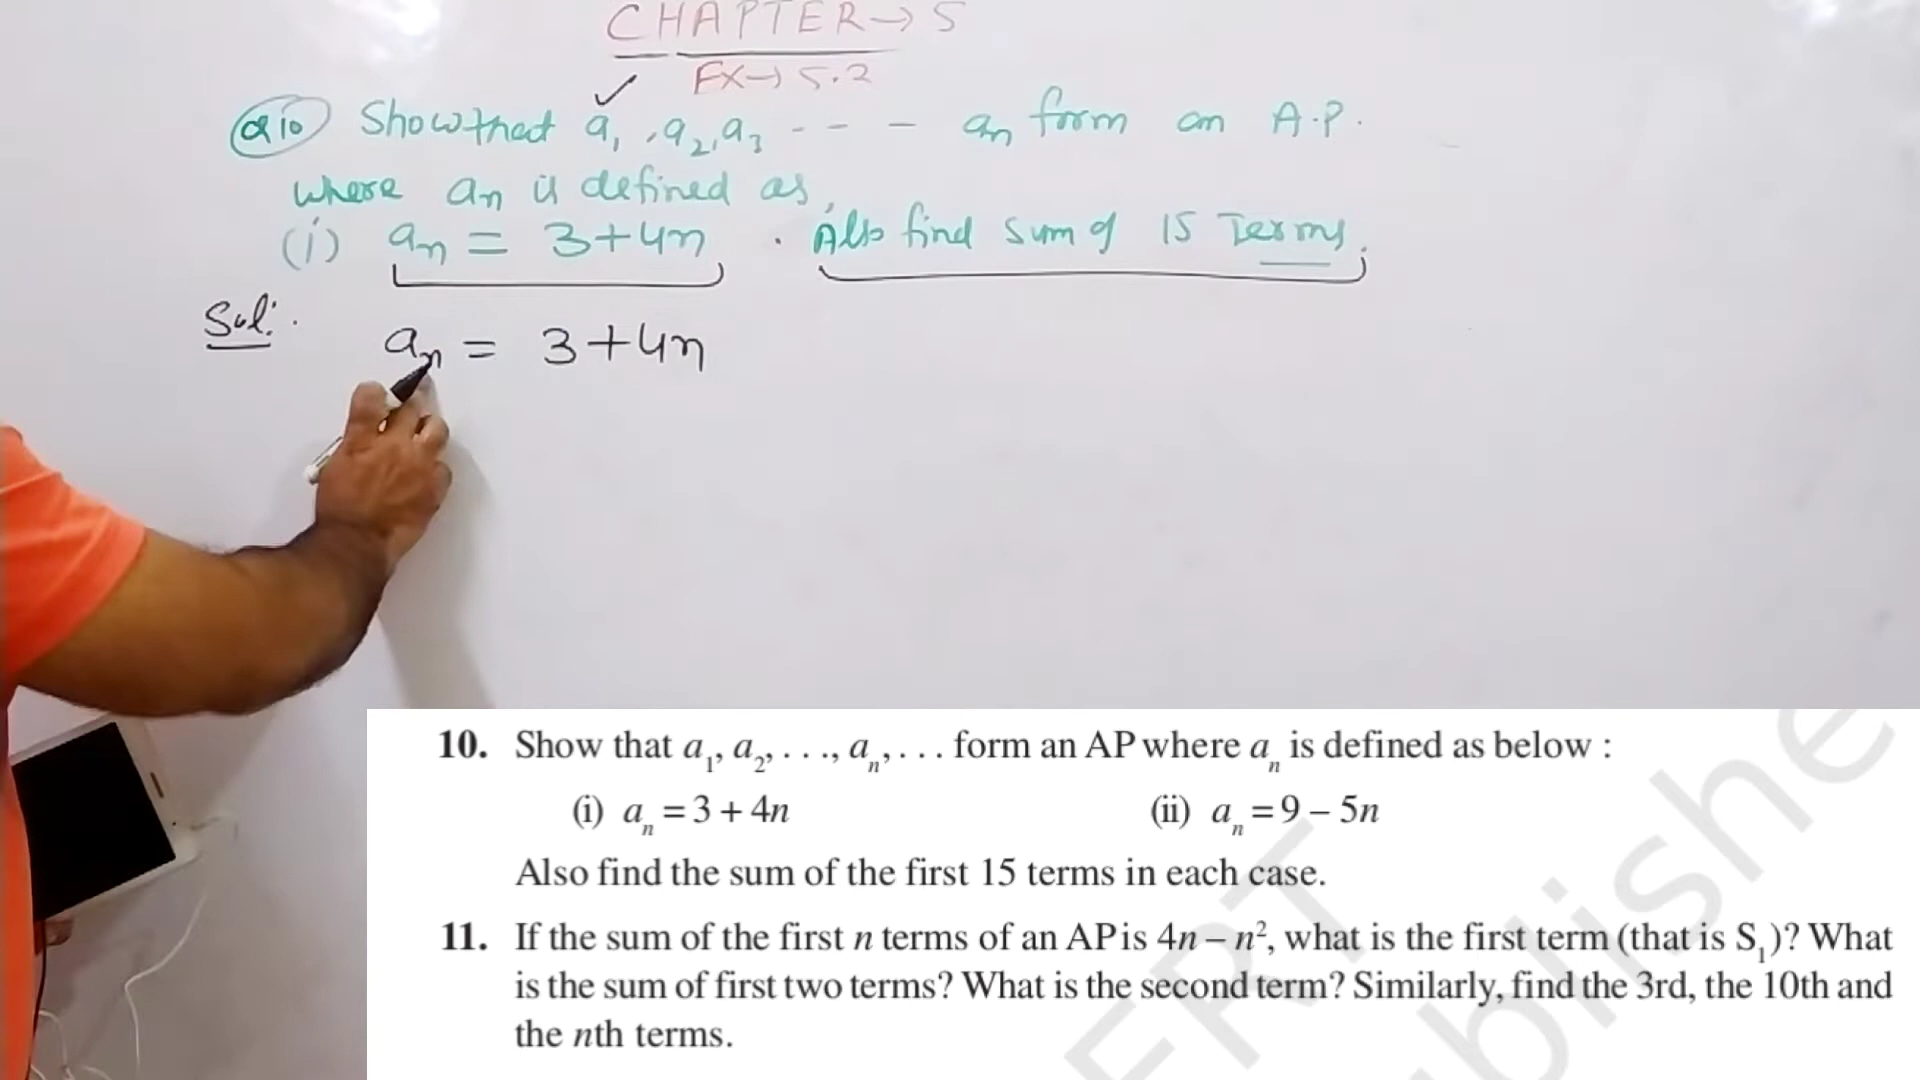 CHAPTER→5
EX→5.2
Q10 Show that a₁, a₂, a₃ - - - aₙ form an A.P.
where aₙ is defined as,
(i) aₙ = 3+4n . Also find sum of 15 Terms.
Sol:.
aₙ = 3+4n
10. Show that a₁, a₂, . . ., aₙ, . . . form an AP where aₙ is defined as below :
(i) aₙ = 3 + 4n (ii) aₙ = 9 – 5n
Also find the sum of the first 15 terms in each case.
11. If the sum of the first n terms of an AP is 4n – n², what is the first term (that is S₁)? What
is the sum of first two terms? What is the second term? Similarly, find the 3rd, the 10th and
the nth terms.